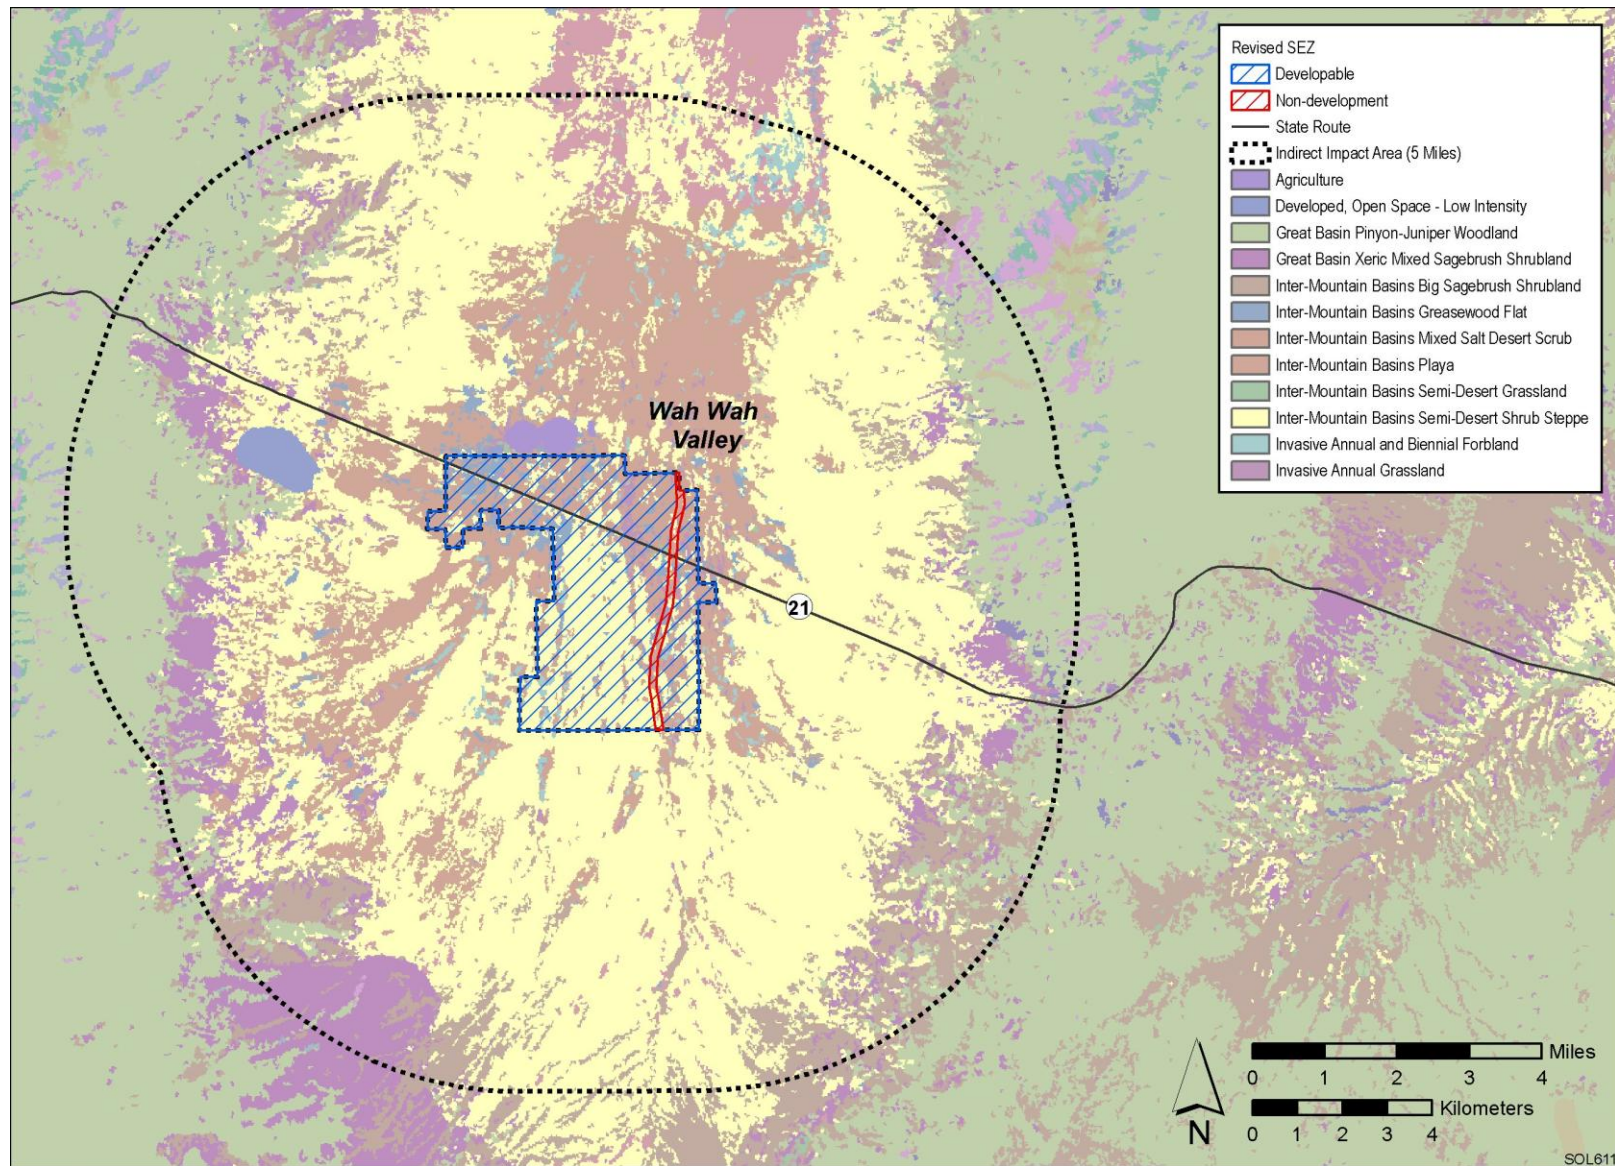 Revised SEZ
Developable
Non-development
State Route
Indirect Impact Area (5 Miles)
Agriculture
Developed, Open Space - Low Intensity
Great Basin Pinyon-Juniper Woodland
Great Basin Xeric Mixed Sagebrush Shrubland
Inter-Mountain Basins Big Sagebrush Shrubland
Inter-Mountain Basins Greasewood Flat
Inter-Mountain Basins Mixed Salt Desert Scrub
Inter-Mountain Basins Playa
Inter-Mountain Basins Semi-Desert Grassland
Inter-Mountain Basins Semi-Desert Shrub Steppe
Invasive Annual and Biennial Forbland
Invasive Annual Grassland
Wah Wah
Valley
21
Miles
0 1 2 3 4
Kilometers
0 1 2 3 4
N
SOL611